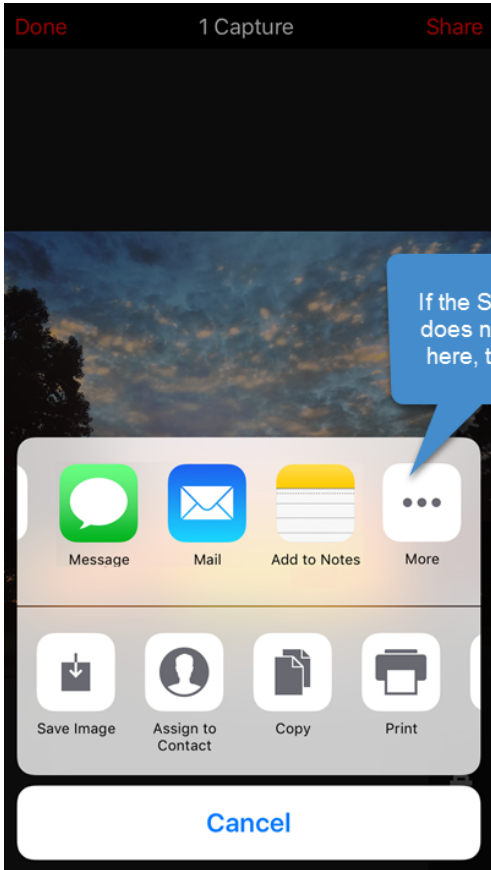 Done 1 Capture Share
If the S
does n
here, t
Message Mail Add to Notes More
Save Image Assign to Contact Copy Print
Cancel